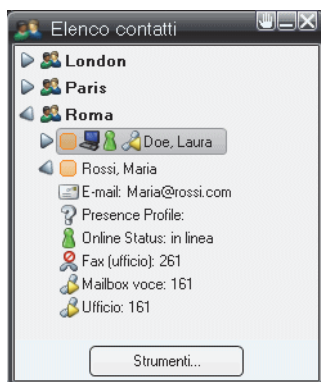 Elenco contatti
London
Paris
Roma
Doe, Laura
Rossi, Maria
E-mail: Maria@rossi.com
Presence Profile:
Online Status: in linea
Fax (ufficio): 261
Mailbox voce: 161
Ufficio: 161
Strumenti...